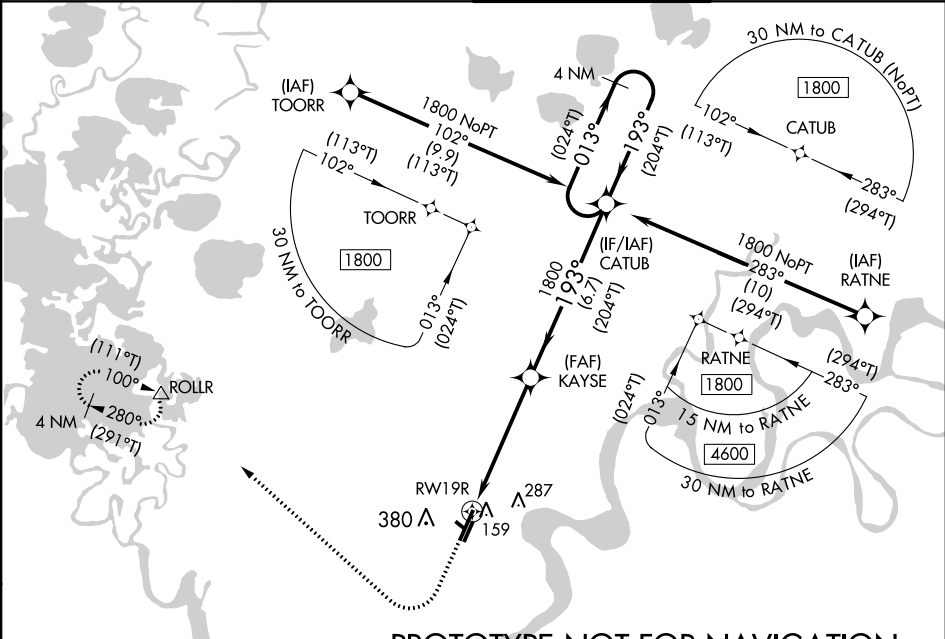 30 NM to CATUB (NoPT)
1800
102°
(113°T)
CATUB
283°
(294°T)
4 NM
(024°T)
013°
193°
(204°T)
(IAF)
TOORR
1800 NoPT
102°
(9.9)
(113°T)
(113°T)
102°
TOORR
1800
30 NM to TOORR
013°
(024°T)
(IF/IAF)
CATUB
1800
193°
(6.7)
(204°T)
1800 NoPT
283°
(10)
(294°T)
(IAF)
RATNE
(FAF)
KAYSE
RATNE
1800
(294°T)
283°
15 NM to RATNE
(024°T)
013°
4600
30 NM to RATNE
(111°T)
100°
ROLLR
4 NM
280°
(291°T)
RW19R
287
380
159
PROTOTYPE-NOT FOR NAVIGATION